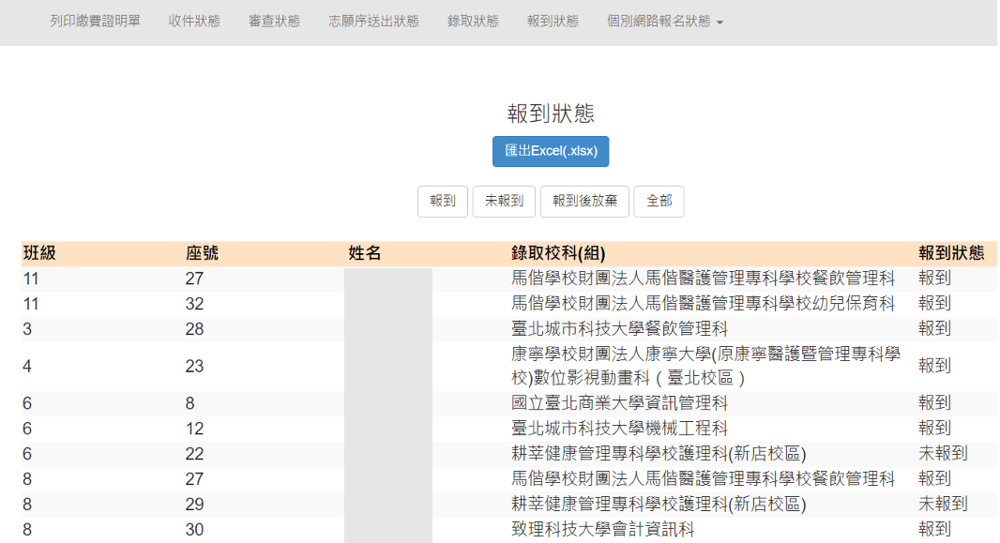 列印繳費證明單 收件狀態 審查狀態 志願序送出狀態 錄取狀態 報到狀態 個別網路報名狀態
報到狀態
匯出Excel(.xlsx)
報到 未報到 報到後放棄 全部
班級 座號 姓名 錄取校科(組) 報到狀態
11 27 馬偕學校財團法人馬偕醫護管理專科學校餐飲管理科 報到
11 32 馬偕學校財團法人馬偕醫護管理專科學校幼兒保育科 報到
3 28 臺北城市科技大學餐飲管理科 報到
4 23 康寧學校財團法人康寧大學(原康寧醫護暨管理專科學
校)數位影視動畫科（臺北校區） 報到
6 8 國立臺北商業大學資訊管理科 報到
6 12 臺北城市科技大學機械工程科 報到
6 22 耕莘健康管理專科學校護理科(新店校區) 未報到
8 27 馬偕學校財團法人馬偕醫護管理專科學校餐飲管理科 報到
8 29 耕莘健康管理專科學校護理科(新店校區) 未報到
8 30 致理科技大學會計資訊科 報到